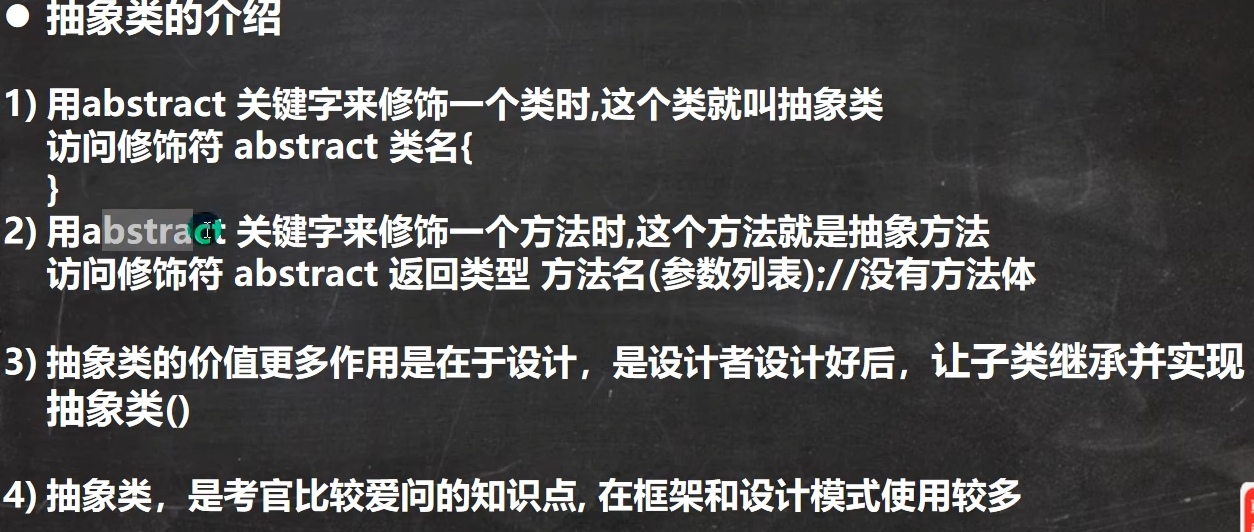 ● 抽象类的介绍
1) 用abstract 关键字来修饰一个类时,这个类就叫抽象类
访问修饰符 abstract 类名{
}
2) 用abstract 关键字来修饰一个方法时,这个方法就是抽象方法
访问修饰符 abstract 返回类型 方法名(参数列表);//没有方法体
3) 抽象类的价值更多作用是在于设计，是设计者设计好后，让子类继承并实现
抽象类()
4) 抽象类，是考官比较爱问的知识点, 在框架和设计模式使用较多